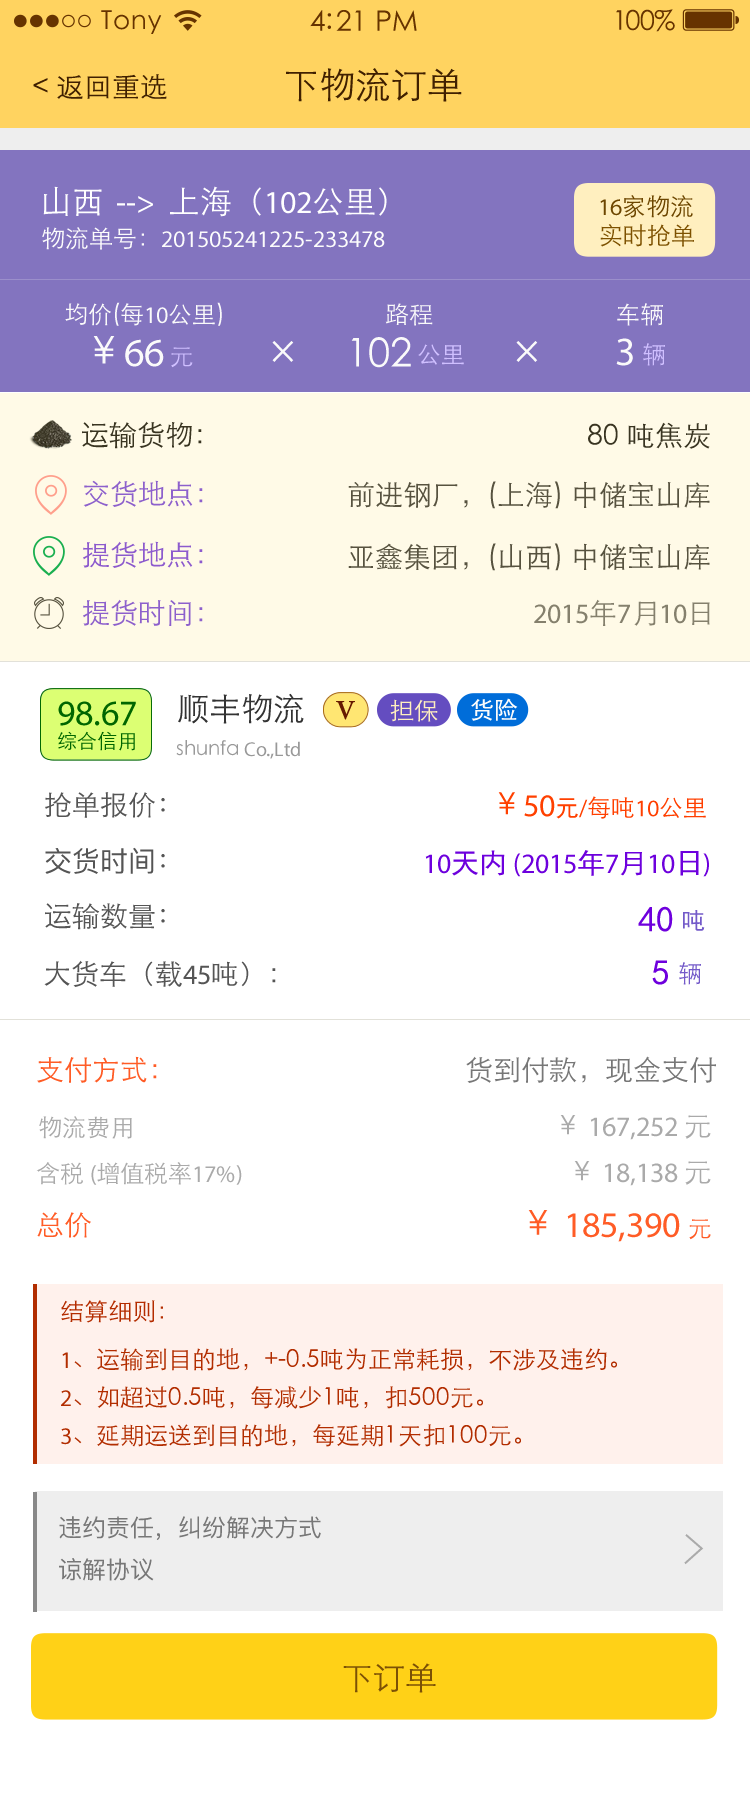 Tony 4:21 PM 100%
< 返回重选 下物流订单
山西 --> 上海（102公里）
物流单号：201505241225-233478
16家物流
实时抢单
均价(每10公里) 路程 车辆
¥ 66 元 × 102 公里 × 3 辆
运输货物： 80 吨焦炭
交货地点： 前进钢厂，(上海) 中储宝山库
提货地点： 亚鑫集团，(山西) 中储宝山库
提货时间： 2015年7月10日
98.67
综合信用
顺丰物流 V 担保 货险
shunfa Co.,Ltd
抢单报价： ¥ 50元/每吨10公里
交货时间： 10天内 (2015年7月10日)
运输数量： 40 吨
大货车（载45吨）： 5 辆
支付方式： 货到付款，现金支付
物流费用 ¥ 167,252 元
含税 (增值税率17%) ¥ 18,138 元
总价 ¥ 185,390 元
结算细则：
1、运输到目的地，+-0.5吨为正常耗损，不涉及违约。
2、如超过0.5吨，每减少1吨，扣500元。
3、延期运送到目的地，每延期1天扣100元。
违约责任，纠纷解决方式
谅解协议
下订单